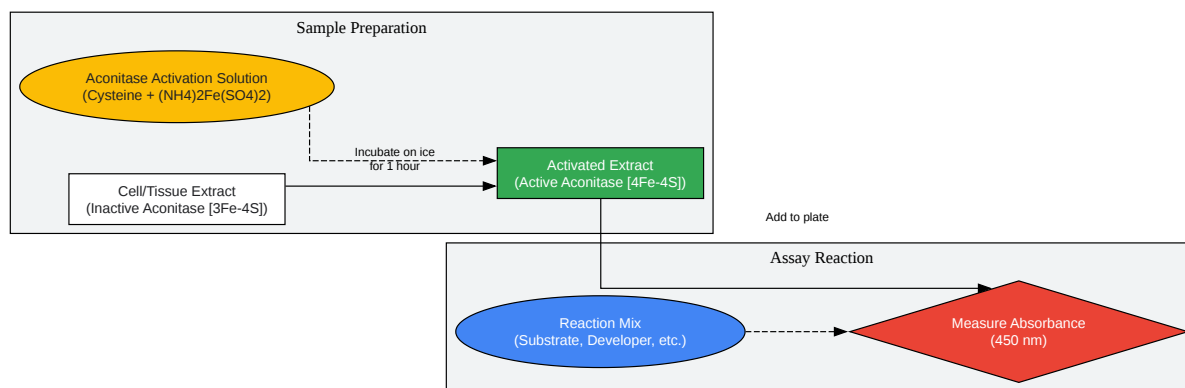 Sample Preparation
Aconitase Activation Solution
(Cysteine + (NH4)2Fe(SO4)2)
Incubate on ice
for 1 hour
Cell/Tissue Extract
(Inactive Aconitase [3Fe-4S])
Activated Extract
(Active Aconitase [4Fe-4S])
Add to plate
Assay Reaction
Reaction Mix
(Substrate, Developer, etc.)
Measure Absorbance
(450 nm)